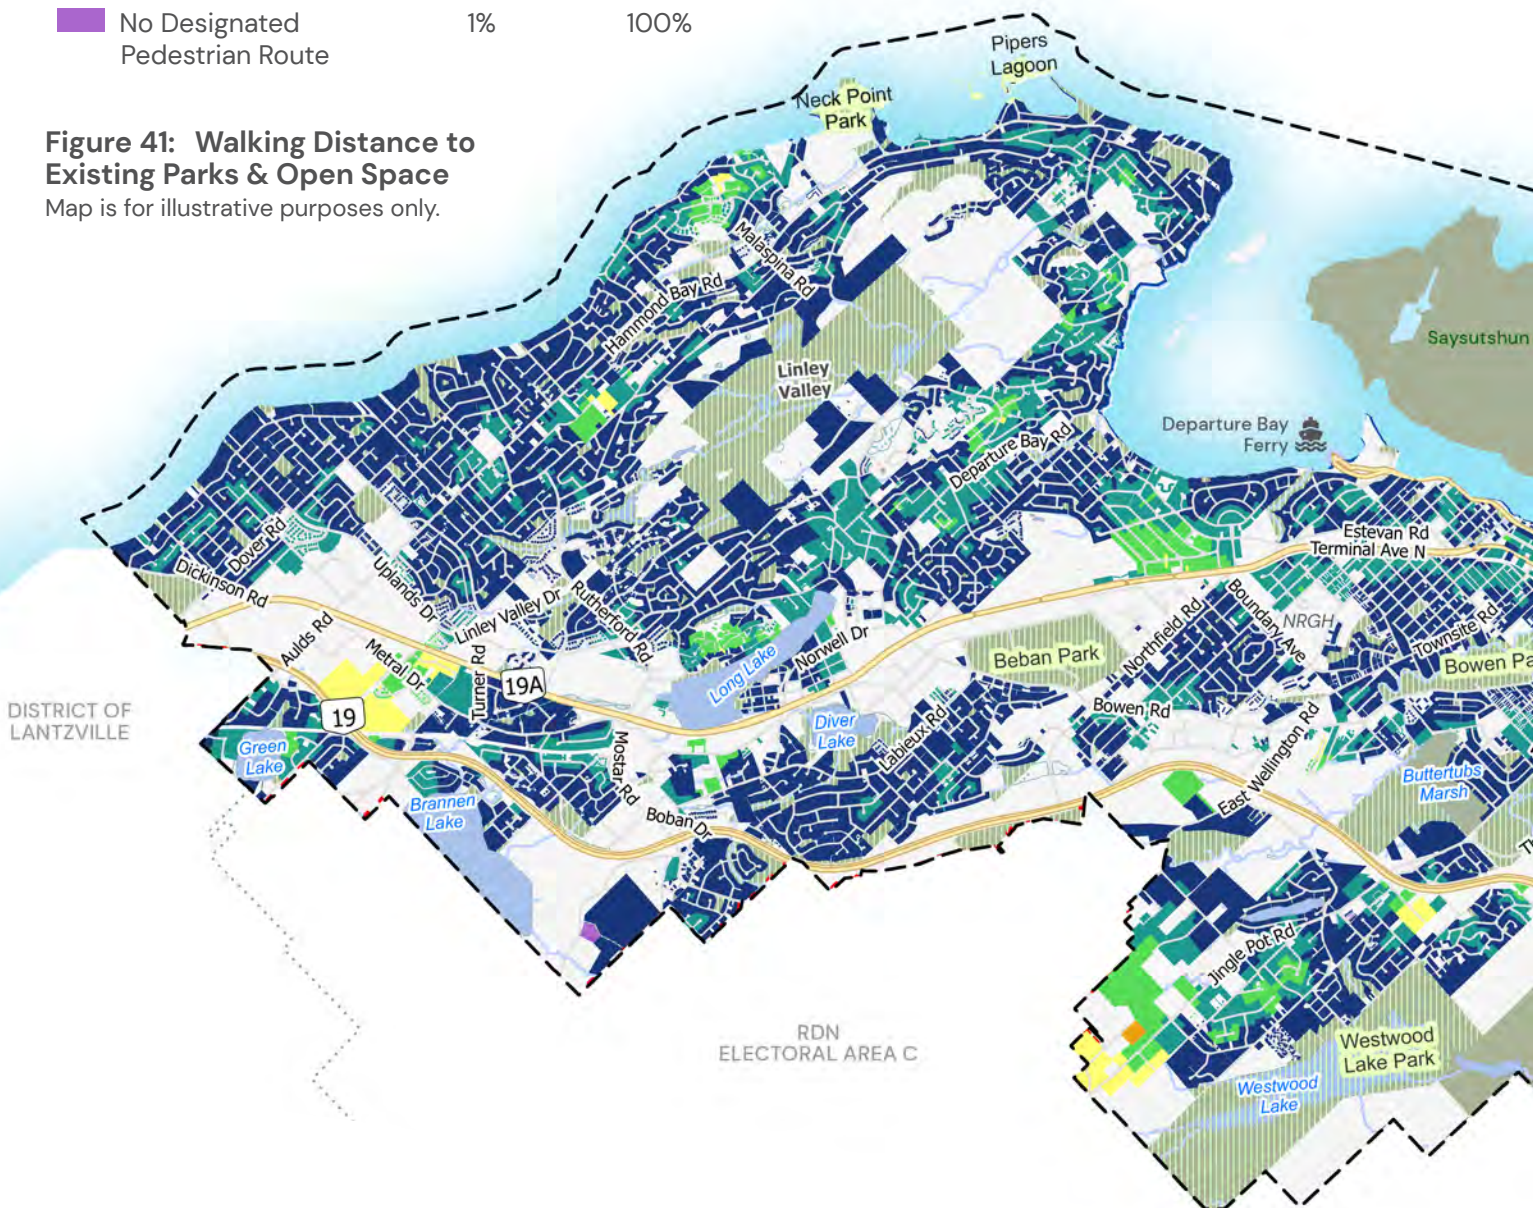 No Designated 1% 100%
Pedestrian Route
Figure 41: Walking Distance to
Existing Parks & Open Space
Map is for illustrative purposes only.
Pipers
Lagoon
Neck Point
Park
Malaspina Rd
Hammond Bay Rd
Saysutshun
Linley
Valley
Departure Bay
Ferry
Departure Bay Rd
Estevan Rd
Terminal Ave N
Dover Rd
Dickinson Rd
Uplands Dr
Linley Valley Dr
Rutherford Rd
Boundary Ave
NRGH
Northfield Rd
Townsite Rd
Aulds Rd
Metral Dr
Turner Rd
19A
Norwell Dr
Long Lake
Beban Park
Bowen Pa
DISTRICT OF
LANTZVILLE
19
Green
Lake
Mostar Rd
Diver
Lake
Labieux Rd
Bowen Rd
East Wellington Rd
Buttertubs
Marsh
Brannen
Lake
Boban Dr
Th
Jingle Pot Rd
RDN
ELECTORAL AREA C
Westwood
Lake Park
Westwood
Lake